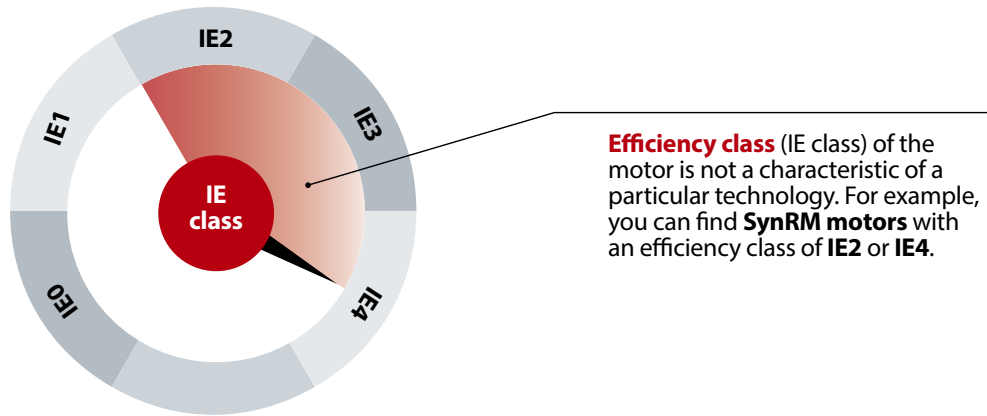 IE2
IE1
IE3
IE
class
IE0
IE4
Efficiency class (IE class) of the
motor is not a characteristic of a
particular technology. For example,
you can find SynRM motors with
an efficiency class of IE2 or IE4.